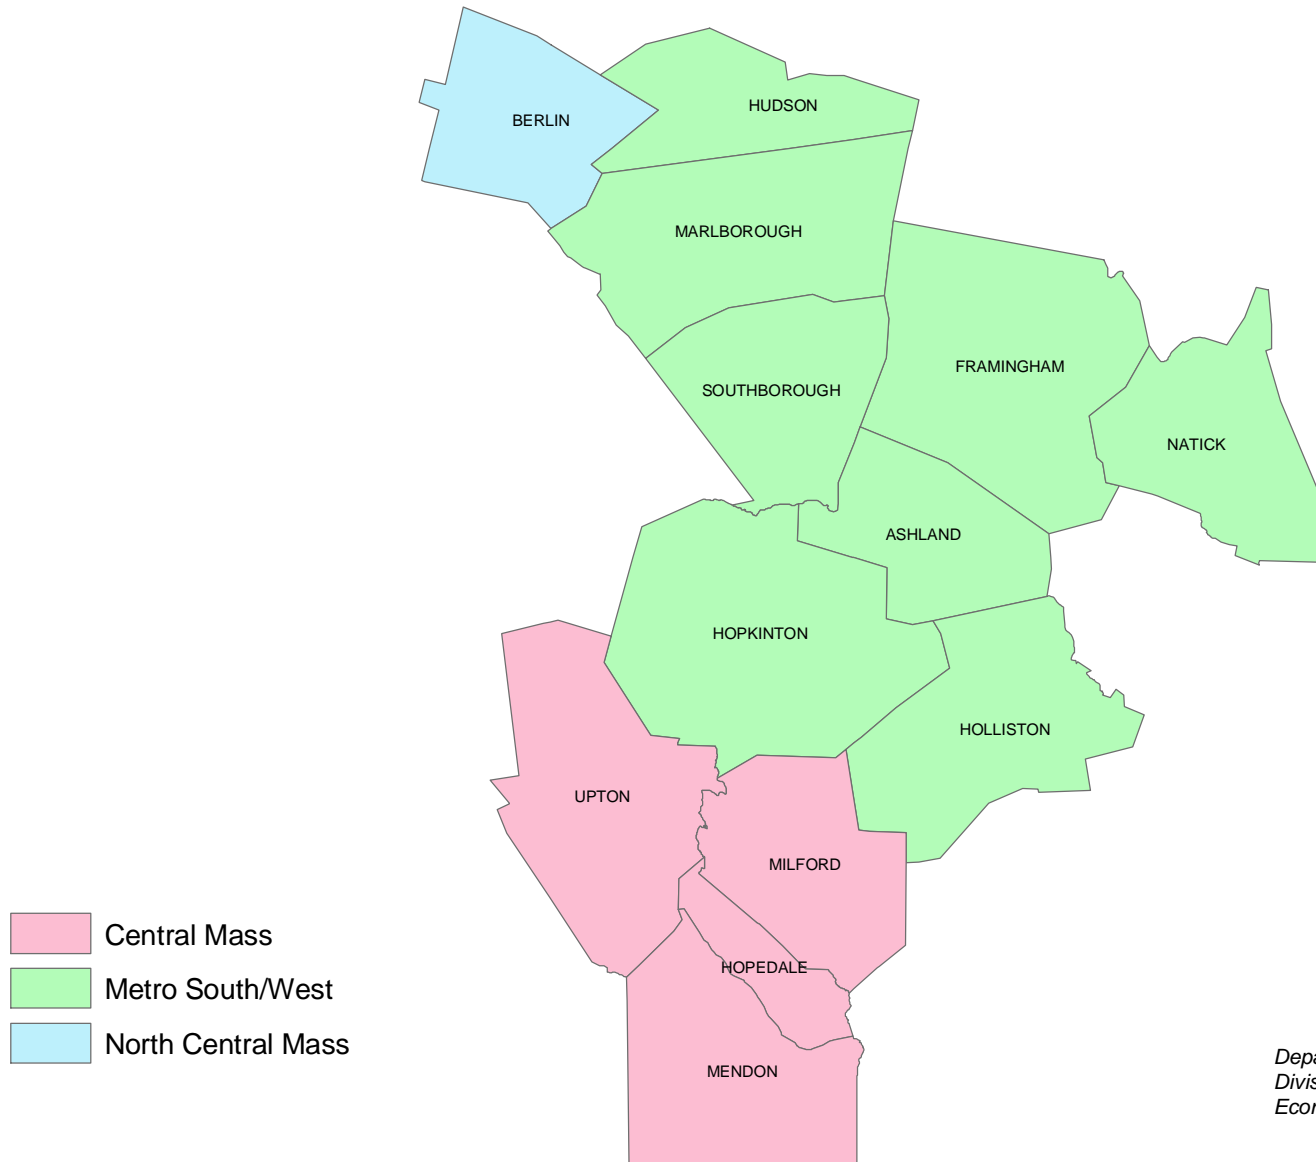 HUDSON
BERLIN
MARLBOROUGH
FRAMINGHAM
SOUTHBOROUGH
NATICK
ASHLAND
HOPKINTON
HOLLISTON
UPTON
MILFORD
HOPEDALE
MENDON
Central Mass
Metro South/West
North Central Mass